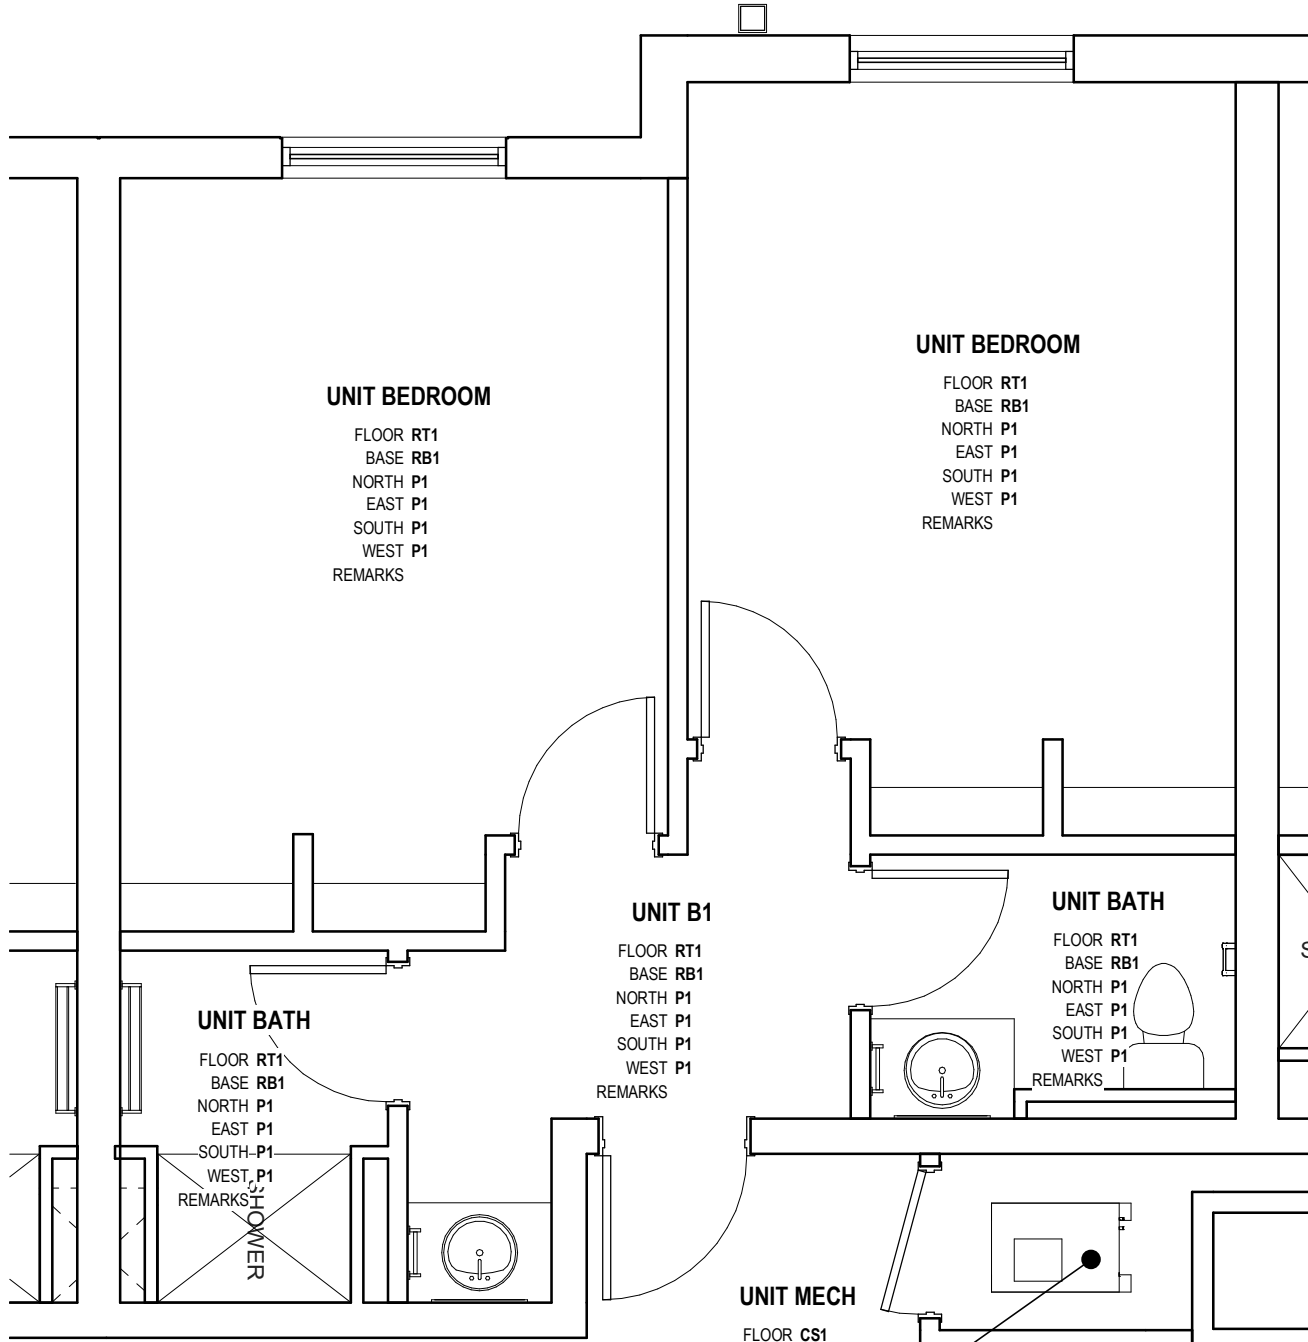 UNIT BEDROOM
FLOOR RT1
BASE RB1
NORTH P1
EAST P1
SOUTH P1
WEST P1
REMARKS
UNIT BEDROOM
FLOOR RT1
BASE RB1
NORTH P1
EAST P1
SOUTH P1
WEST P1
REMARKS
UNIT B1
FLOOR RT1
BASE RB1
NORTH P1
EAST P1
SOUTH P1
WEST P1
REMARKS
UNIT BATH
FLOOR RT1
BASE RB1
NORTH P1
EAST P1
SOUTH P1
WEST P1
REMARKS
S
UNIT BATH
FLOOR RT1
BASE RB1
NORTH P1
EAST P1
SOUTH P1
WEST P1
REMARKS
SHOWER
UNIT MECH
FLOOR CS1